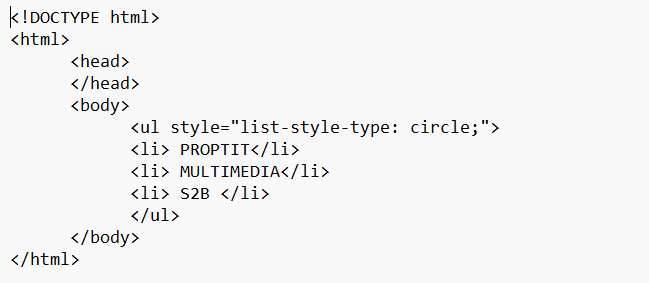 <!DOCTYPE html>
<html>
<head>
</head>
<body>
<ul style="list-style-type: circle;">
<li> PROPTIT</li>
<li> MULTIMEDIA</li>
<li> S2B </li>
</ul>
</body>
</html>